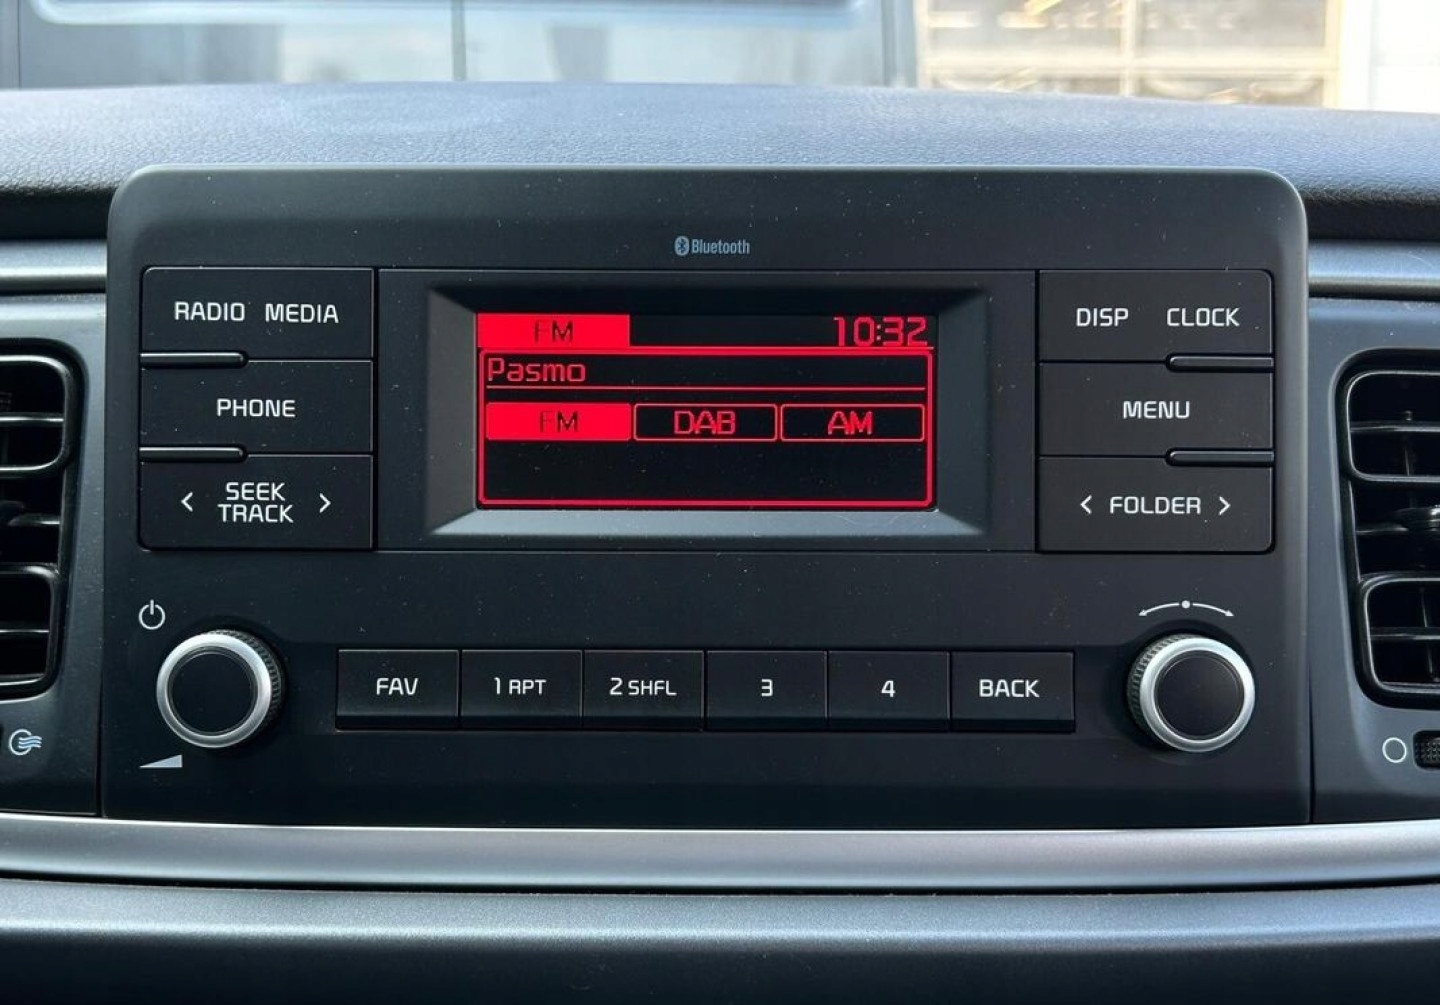 Bluetooth
RADIO MEDIA
PHONE
< SEEK TRACK >
FM 10:32
Pasmo
FM DAB AM
DISP CLOCK
MENU
< FOLDER >
FAV 1 RPT 2 SHFL 3 4 BACK